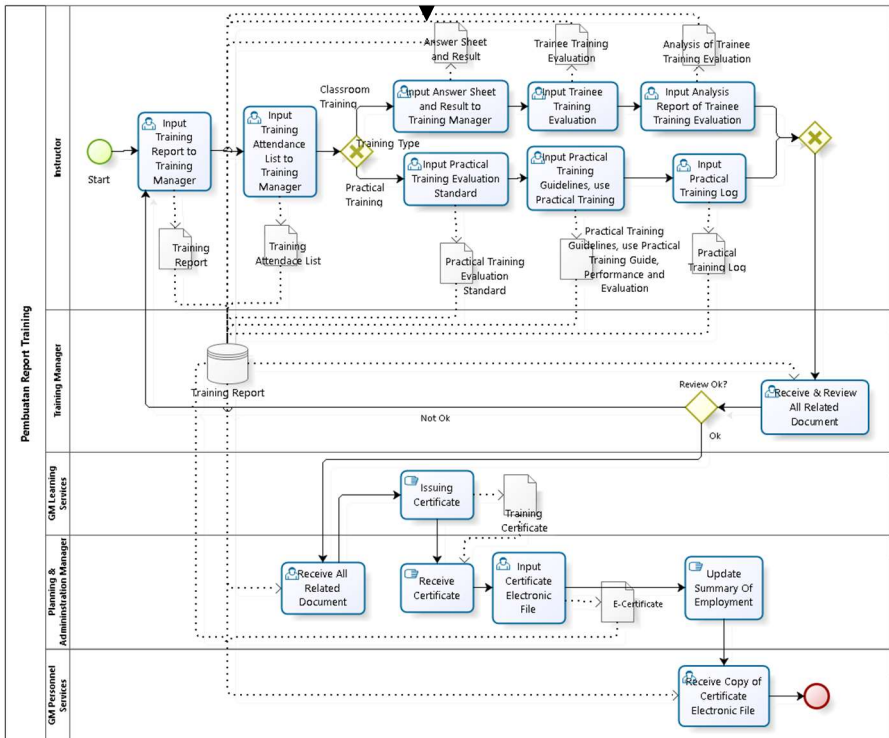 Pembuatan Report Training
Instructor
Start
Input
Training
Report to
Training
Manager
Training
Report
Input
Training
Attendance
List to
Training
Manager
Training
Attendace List
Classroom
Training
Training Type
Practical
Training
Answer Sheet
and Result
Input Answer Sheet
and Result to
Training Manager
Trainee Training
Evaluation
Input Trainee
Training
Evaluation
Analysis of Trainee
Training Evaluation
Input Analysis
Report of Trainee
Training Evaluation
Input Practical
Training Evaluation
Standard
Practical Training
Evaluation
Standard
Input Practical
Training
Guidelines, use
Practical Training
Practical Training
Guidelines, use Practical
Training Guide,
Performance and
Evaluation
Input
Practical
Training Log
Practical
Training Log
Training Manager
Training Report
Review Ok?
Not Ok
Ok
Receive & Review
All Related
Document
GM Learning
Services
Issuing
Certificate
Training
Certificate
Planning &
Admininstration Manager
Receive All
Related
Document
Receive
Certificate
Input
Certificate
Electronic
File
E-Certificate
Update
Summary Of
Employment
GM Personnel
Services
Receive Copy of
Certificate
Electronic File